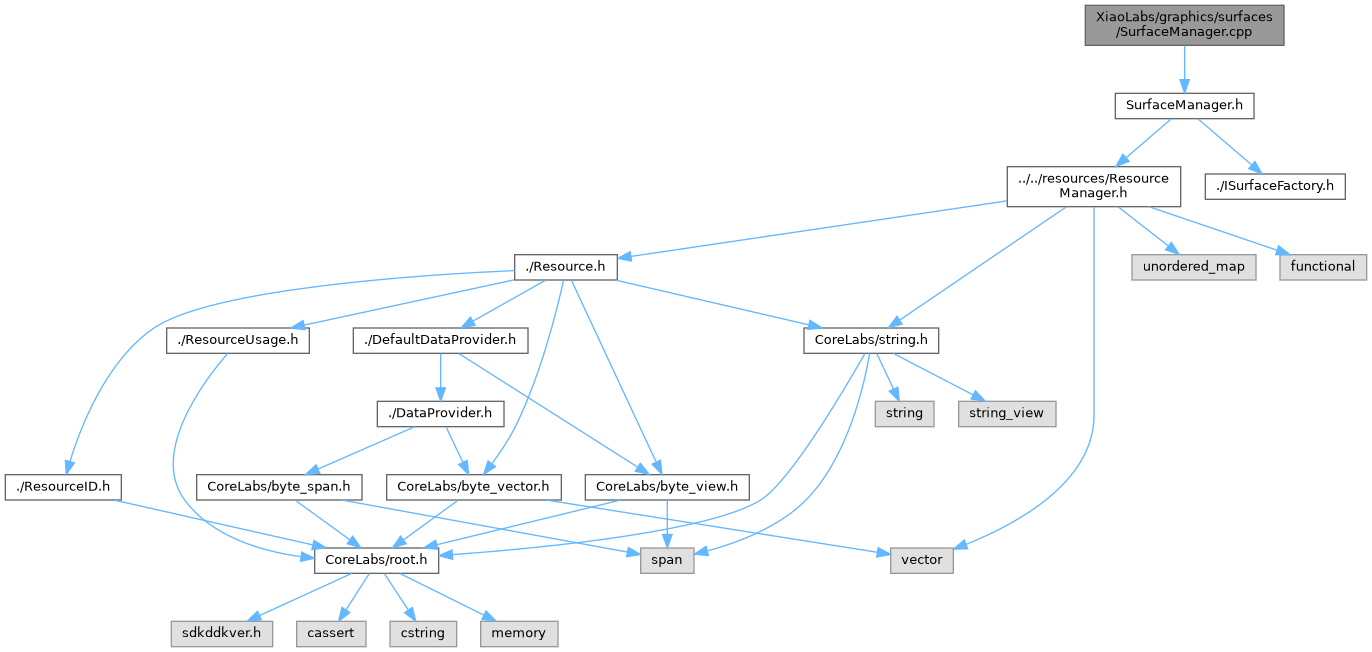 XiaoLabs/graphics/surfaces
/SurfaceManager.cpp
SurfaceManager.h
../../resources/Resource
Manager.h
./ISurfaceFactory.h
./Resource.h
unordered_map
functional
./ResourceUsage.h
./DefaultDataProvider.h
CoreLabs/string.h
./DataProvider.h
string
string_view
./ResourceID.h
CoreLabs/byte_span.h
CoreLabs/byte_vector.h
CoreLabs/byte_view.h
CoreLabs/root.h
span
vector
sdkddkver.h
cassert
cstring
memory